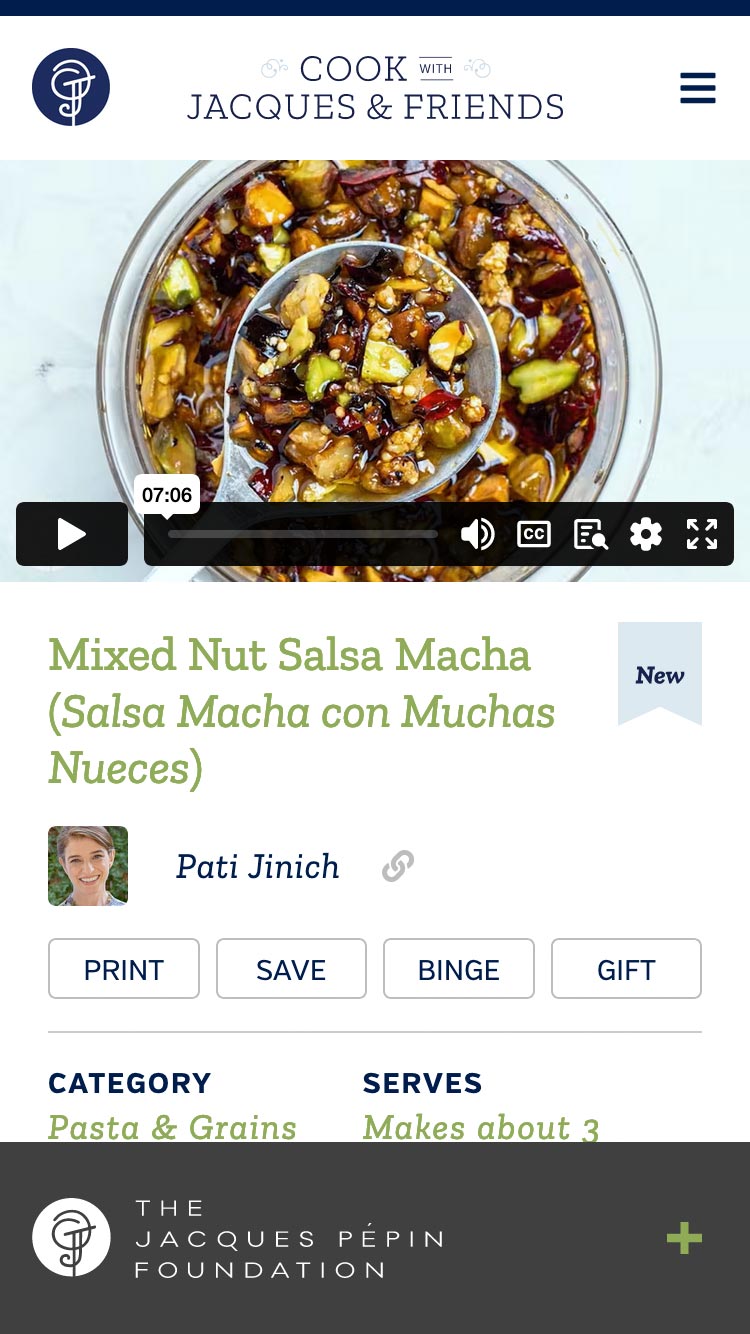 COOK WITH
JACQUES & FRIENDS
07:06
CC
Mixed Nut Salsa Macha
(Salsa Macha con Muchas
Nueces)
New
Pati Jinich
PRINT
SAVE
BINGE
GIFT
CATEGORY
SERVES
Pasta & Grains
Makes about 3
THE
JACQUES PÉPIN
FOUNDATION